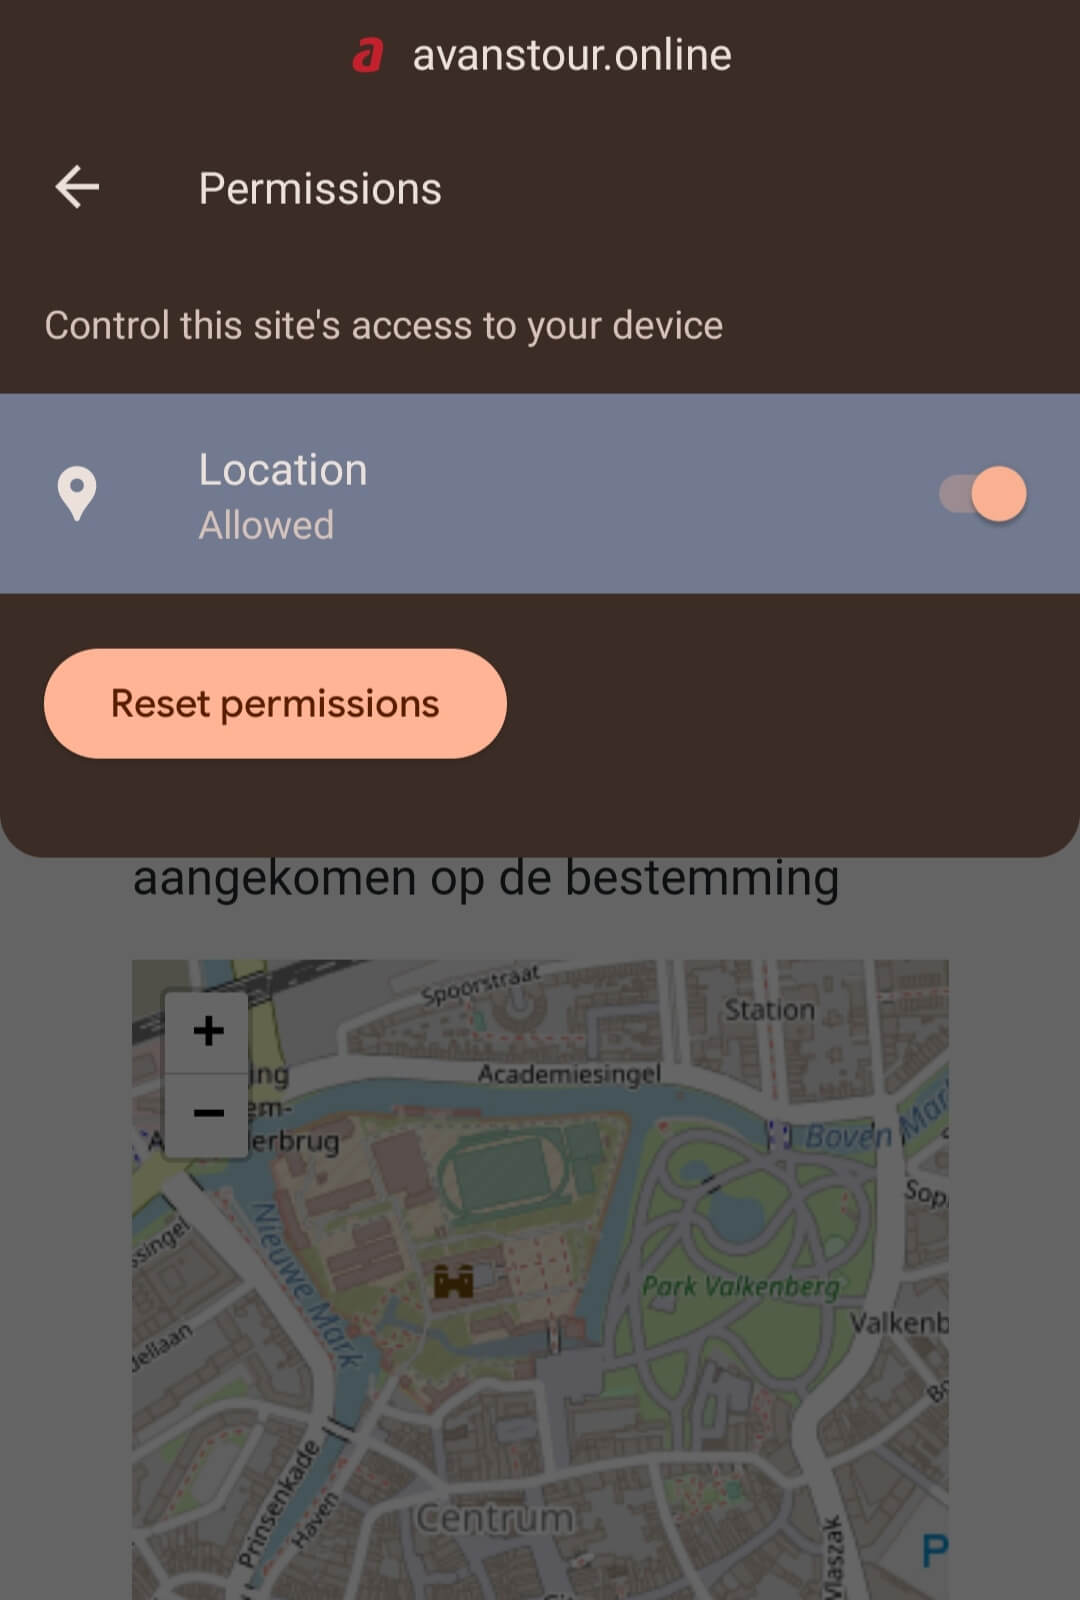 a avanstour.online
Permissions
Control this site's access to your device
Location
Allowed
Reset permissions
aangekomen op de bestemming
+
−
Spoorstraat
Station
Academiesingel
ing
em-
erbrug
Boven Mar
Sop
singel
Nieuwe Mark
Park Valkenberg
Valkenb
dellaan
Prinsenkade
Haven
Centrum
P
Vlaszak